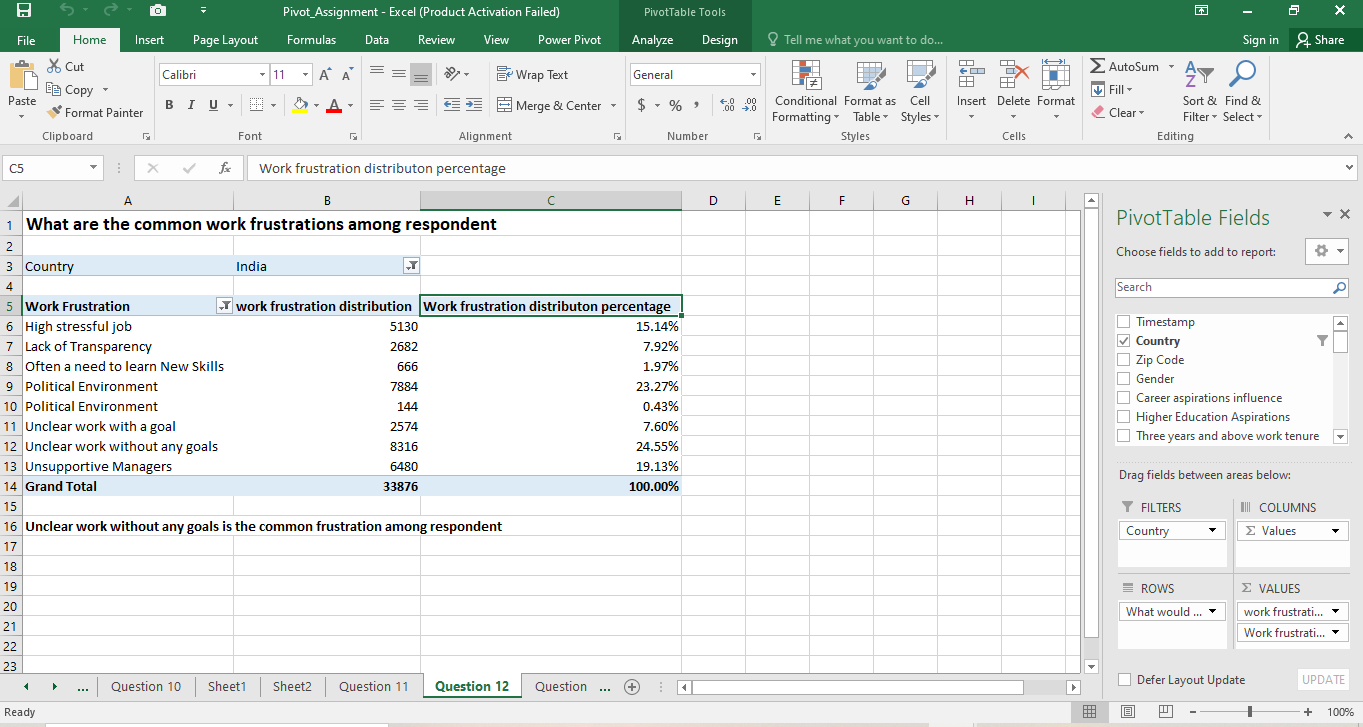 Pivot_Assignment - Excel (Product Activation Failed)
PivotTable Tools
File Home Insert Page Layout Formulas Data Review View Power Pivot Analyze Design Tell me what you want to do... Sign in Share
Paste
Cut
Copy
Format Painter
Clipboard
Calibri 11
B I U
Font
Wrap Text
Merge & Center
Alignment
General
$ % ,
Number
Conditional Formatting
Format as Table
Cell Styles
Styles
Insert Delete Format
Cells
AutoSum
Fill
Clear
Sort & Filter
Find & Select
Editing
C5 fx Work frustration distributon percentage
A B C D E F G H I
1 What are the common work frustrations among respondent
2
3 Country India
4
5 Work Frustration work frustration distribution Work frustration distributon percentage
6 High stressful job 5130 15.14%
7 Lack of Transparency 2682 7.92%
8 Often a need to learn New Skills 666 1.97%
9 Political Environment 7884 23.27%
10 Political Environment 144 0.43%
11 Unclear work with a goal 2574 7.60%
12 Unclear work without any goals 8316 24.55%
13 Unsupportive Managers 6480 19.13%
14 Grand Total 33876 100.00%
15
16 Unclear work without any goals is the common frustration among respondent
17
18
19
20
21
22
23
PivotTable Fields
Choose fields to add to report:
Search
Timestamp
Country
Zip Code
Gender
Career aspirations influence
Higher Education Aspirations
Three years and above work tenure
Drag fields between areas below:
FILTERS COLUMNS
Country Σ Values
ROWS Σ VALUES
What would ... work frustrati...
Work frustrati...
Defer Layout Update UPDATE
... Question 10 Sheet1 Sheet2 Question 11 Question 12 Question ...
Ready 100%